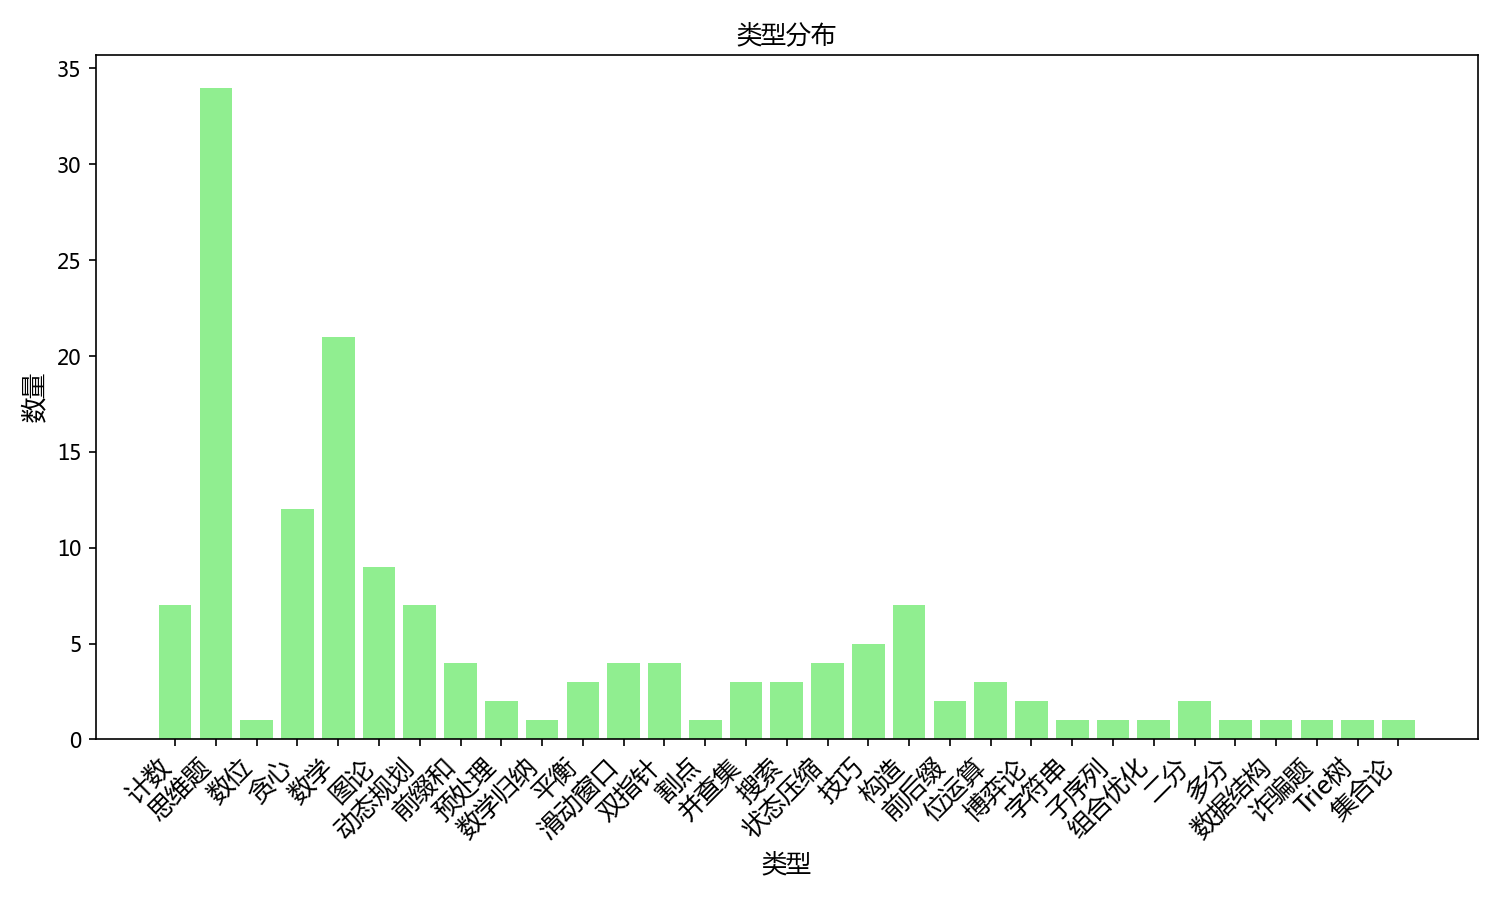 类型分布
数量
35
30
25
20
15
10
5
0
计数
思维题
数位
贪心
数学
图论
动态规划
前缀和
预处理
数学归纳
平衡
滑动窗口
双指针
割点
并查集
搜索
状态压缩
技巧
构造
前后缀
位运算
博弈论
字符串
子序列
组合优化
二分
多分
数据结构
诈骗题
Trie树
集合论
类型